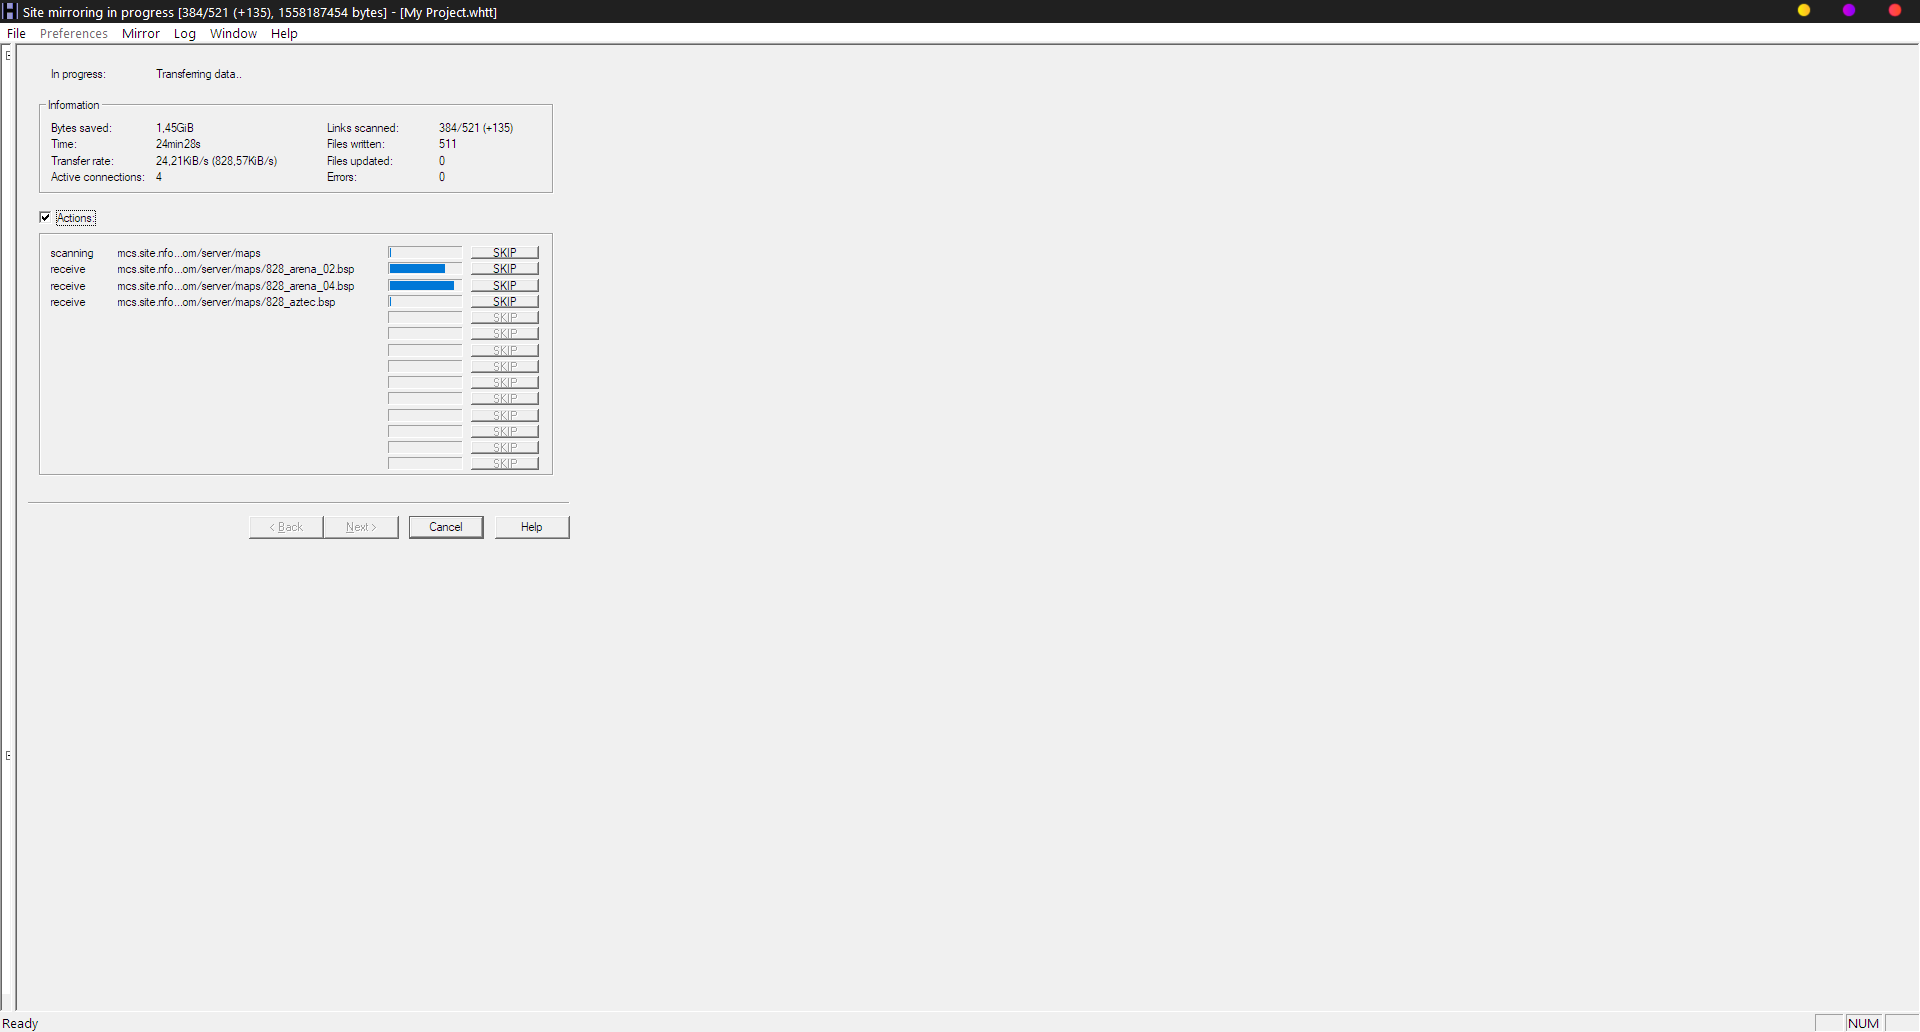 Site mirroring in progress [384/521 (+135), 1558187454 bytes] - [My Project.whtt]
File Preferences Mirror Log Window Help
In progress: Transferring data..
Information
Bytes saved: 1,45GiB Links scanned: 384/521 (+135)
Time: 24min28s Files written: 511
Transfer rate: 24,21KiB/s (828,57KiB/s) Files updated: 0
Active connections: 4 Errors: 0
Actions:
scanning mcs.site.nfo...om/server/maps SKIP
receive mcs.site.nfo...om/server/maps/828_arena_02.bsp SKIP
receive mcs.site.nfo...om/server/maps/828_arena_04.bsp SKIP
receive mcs.site.nfo...om/server/maps/828_aztec.bsp SKIP
SKIP
SKIP
SKIP
SKIP
SKIP
SKIP
SKIP
SKIP
SKIP
SKIP
< Back Next > Cancel Help
Ready NUM